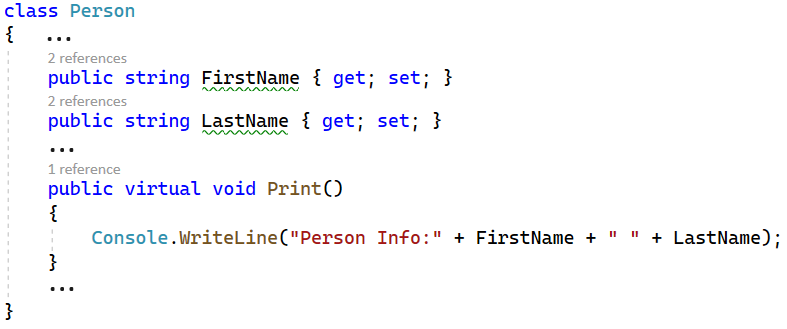 class Person
{ ...
2 references
public string FirstName { get; set; }
2 references
public string LastName { get; set; }
...
1 reference
public virtual void Print()
{
Console.WriteLine("Person Info:" + FirstName + " " + LastName);
}
...
}